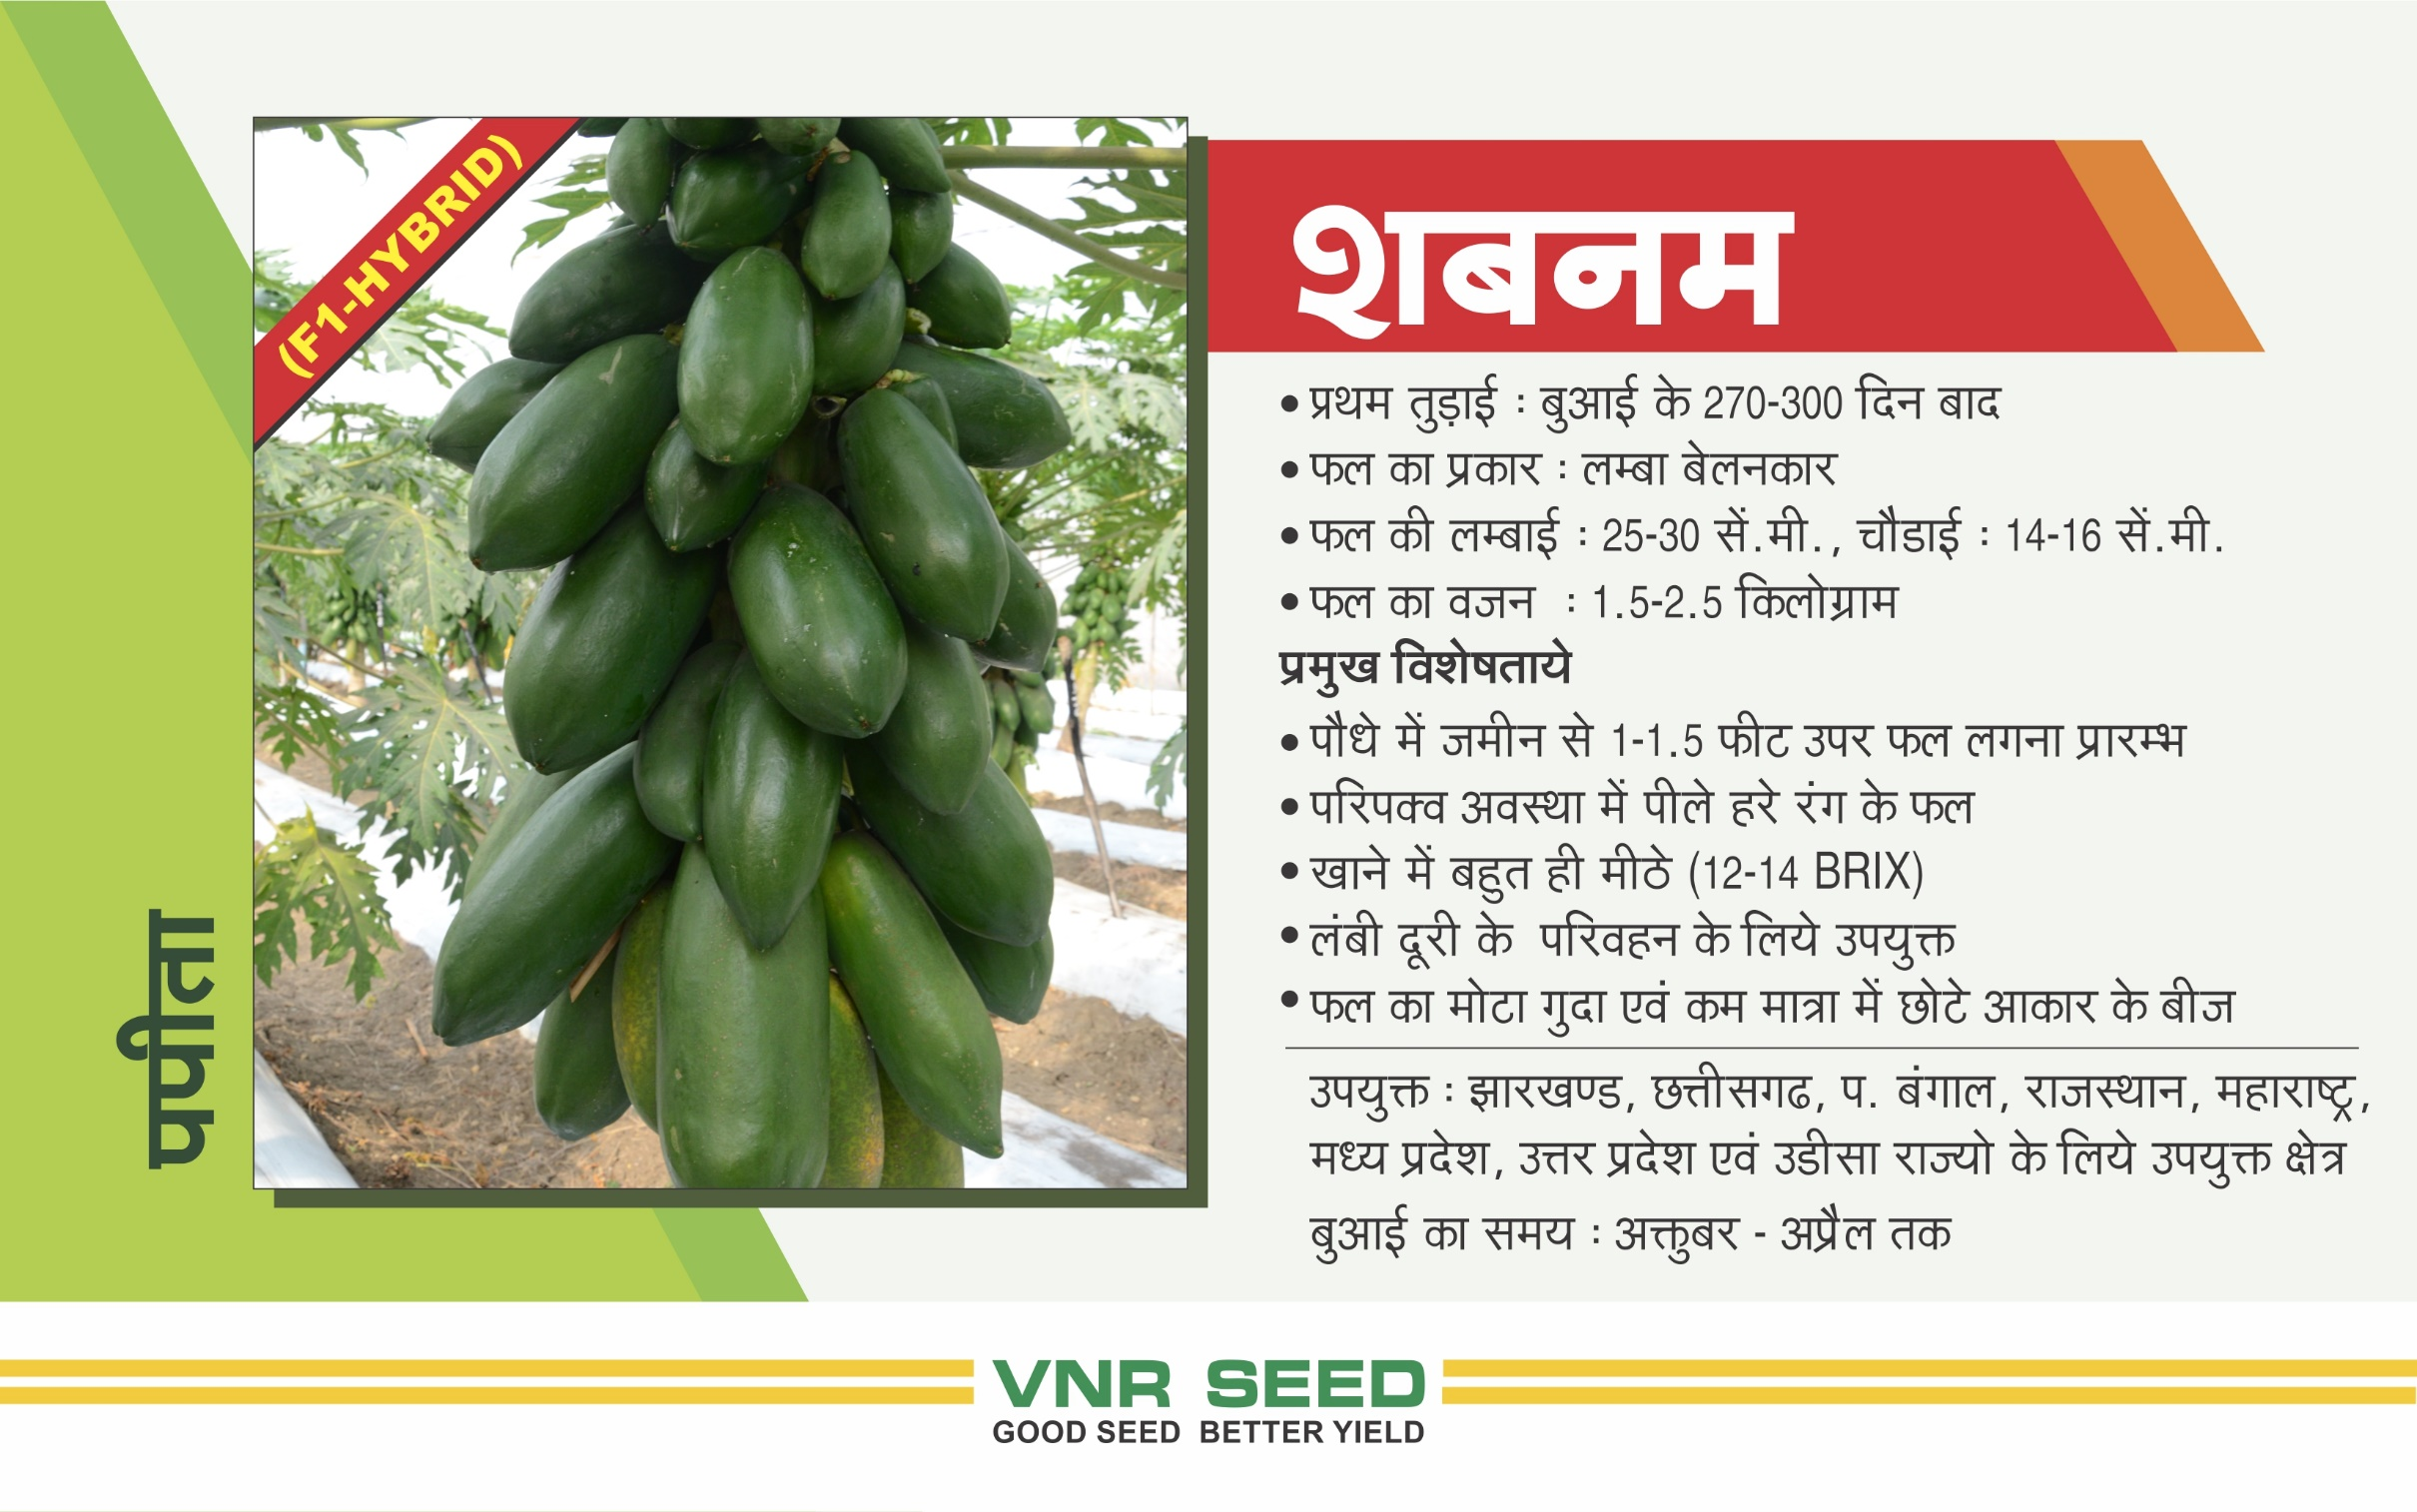 (F1-HYBRID)
पपीता
शबनम
• प्रथम तुड़ाई : बुआई के 270-300 दिन बाद
• फल का प्रकार : लम्बा बेलनकार
• फल की लम्बाई : 25-30 सें.मी., चौडाई : 14-16 सें.मी.
• फल का वजन : 1.5-2.5 किलोग्राम
प्रमुख विशेषताये
• पौधे में जमीन से 1-1.5 फीट उपर फल लगना प्रारम्भ
• परिपक्व अवस्था में पीले हरे रंग के फल
• खाने में बहुत ही मीठे (12-14 BRIX)
• लंबी दूरी के परिवहन के लिये उपयुक्त
• फल का मोटा गुदा एवं कम मात्रा में छोटे आकार के बीज
उपयुक्त : झारखण्ड, छत्तीसगढ, प. बंगाल, राजस्थान, महाराष्ट्र,
मध्य प्रदेश, उत्तर प्रदेश एवं उडीसा राज्यो के लिये उपयुक्त क्षेत्र
बुआई का समय : अक्तुबर - अप्रैल तक
VNR SEED
GOOD SEED BETTER YIELD